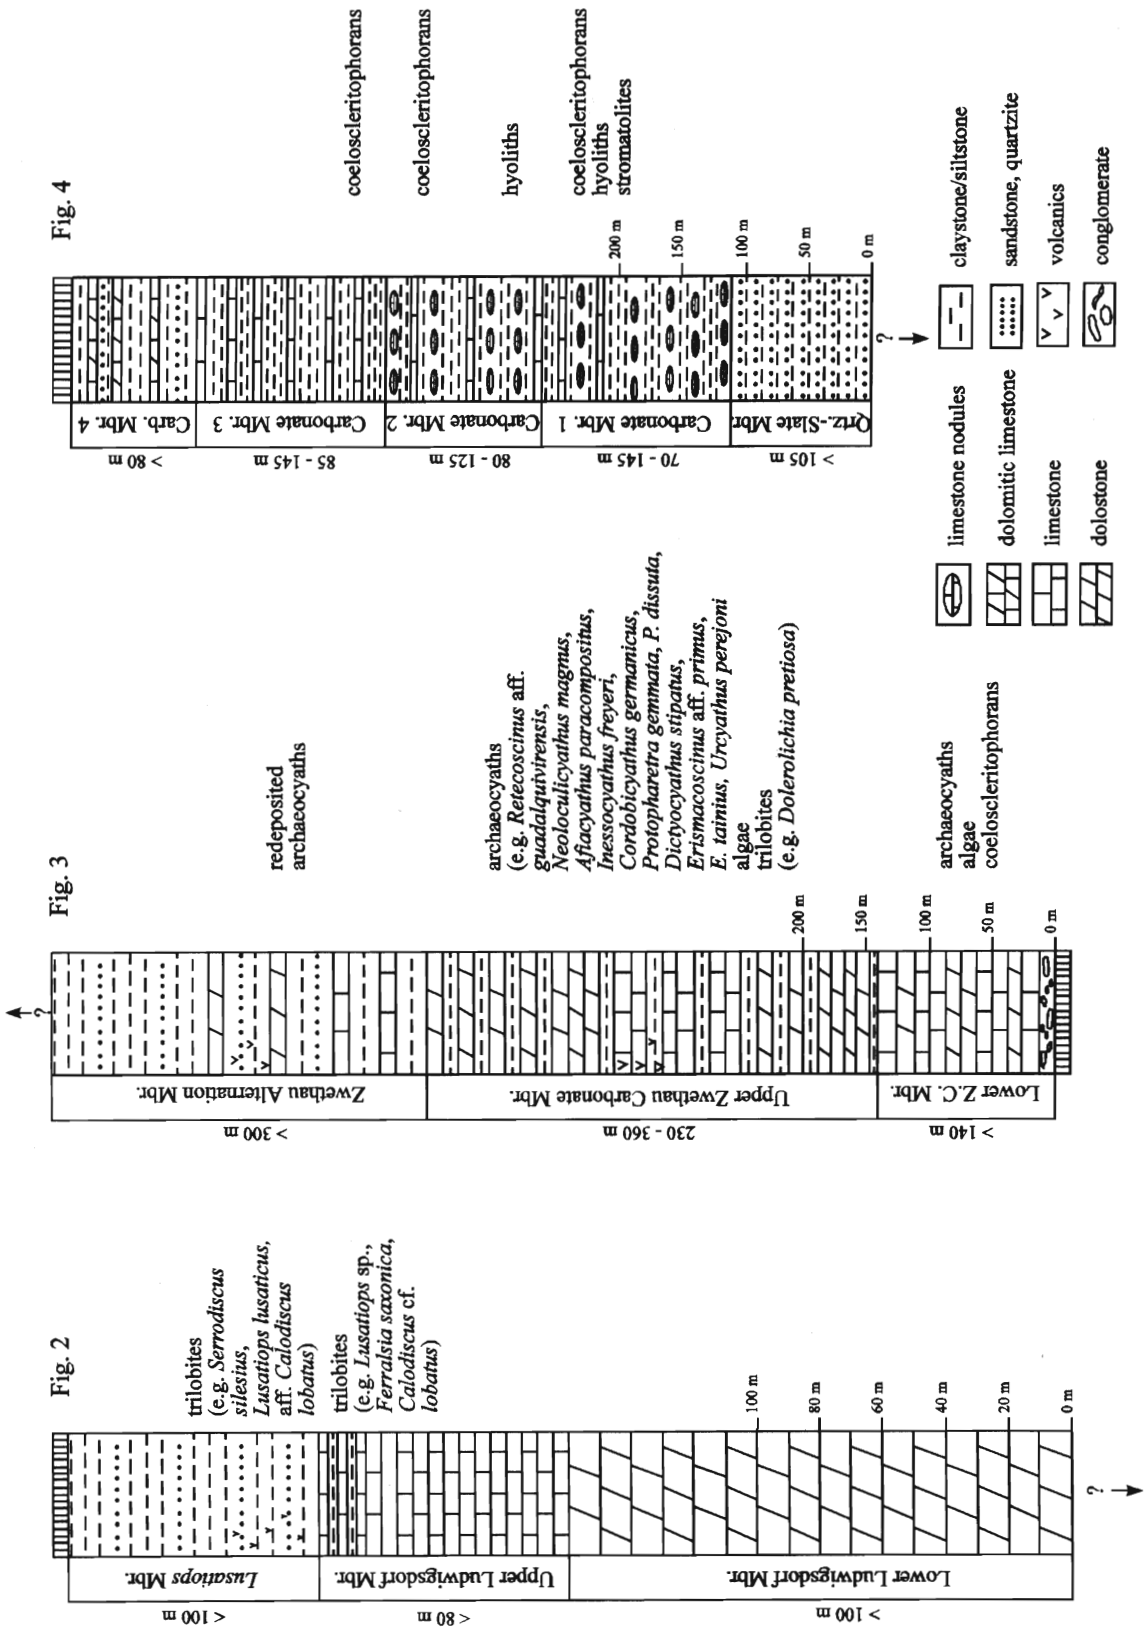 Fig. 2
trilobites
(e.g. Serrodiscus
silesius,
Lusatiops lusaticus,
aff. Calodiscus
lobatus)
trilobites
(e.g. Lusatiops sp.,
Ferralsia saxonica,
Calodiscus cf.
lobatus)
100 m
80 m
60 m
40 m
20 m
0 m
?
Lusatiops Mbr.
Upper Ludwigsdorf Mbr.
Lower Ludwigsdorf Mbr.
< 100 m
< 80 m
> 100 m
Fig. 3
?
redeposited
archaeocyaths
archaeocyaths
(e.g. Retecoscinus aff.
guadalquivirensis,
Neoloculicyathus magnus,
Afiacyathus paracompositus,
Inessocyathus freyeri,
Cordobicyathus germanicus,
Protopharetra gemmata, P. dissuta,
Dictyocyathus stipatus,
Erismacoscinus aff. primus,
E. tainius, Urcyathus perejoni
algae
trilobites
(e.g. Dolerolichia pretiosa)
archaeocyaths
algae
coeloscleritophorans
200 m
150 m
100 m
50 m
0 m
Zwethau Alternation Mbr.
Upper Zwethau Carbonate Mbr.
Lower Z.C. Mbr.
> 300 m
230 - 360 m
> 140 m
Fig. 4
coeloscleritophorans
coeloscleritophorans
hyoliths
coeloscleritophorans
hyoliths
stromatolites
200 m
150 m
100 m
50 m
0 m
?
Carb. Mbr. 4
Carbonate Mbr. 3
Carbonate Mbr. 2
Carbonate Mbr. 1
Qrtz.-Slate Mbr.
> 80 m
85 - 145 m
80 - 125 m
70 - 145 m
> 105 m
limestone nodules
dolomitic limestone
limestone
dolostone
claystone/siltstone
sandstone, quartzite
volcanics
conglomerate